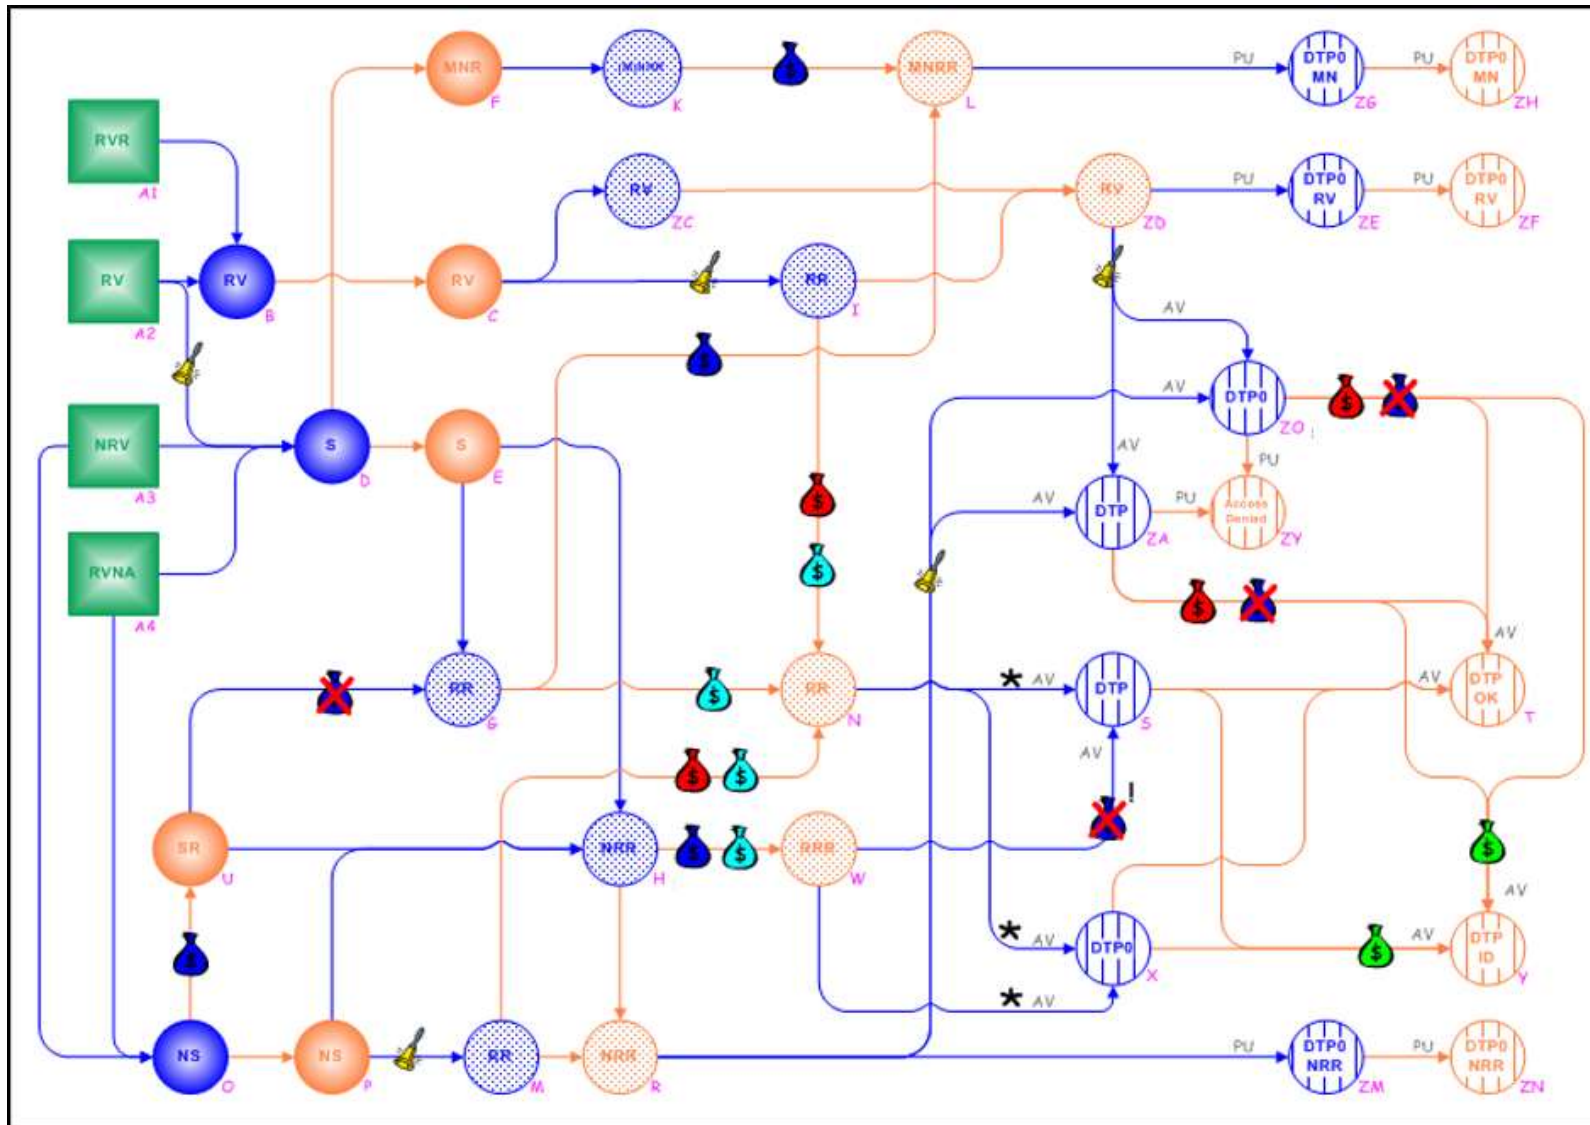 MNR
F
K
$
MNRR
L
PU
DTP0
MN
ZG
PU
DTP0
MN
ZH
RVR
A1
RV
ZC
RV
ZD
PU
DTP0
RV
ZE
PU
DTP0
RV
ZF
RV
A2
RV
B
RV
C
RR
I
AV
$
NRV
A3
S
D
S
E
AV
DTP0
ZO
!
$
$
AV
PU
$
RVNA
A4
$
AV
DTP
ZA
PU
Access
Denied
ZY
$
$
AV
$
RR
G
$
RR
N
*
AV
DTP
S
AV
DTP
OK
T
AV
$
$
SR
U
NRR
H
$
$
RRR
W
$
!
$
AV
$
*
AV
DTP0
X
$
AV
DTP
ID
Y
*
AV
NS
O
NS
P
RR
M
NRR
R
PU
DTP0
NRR
ZM
PU
DTP0
NRR
ZN